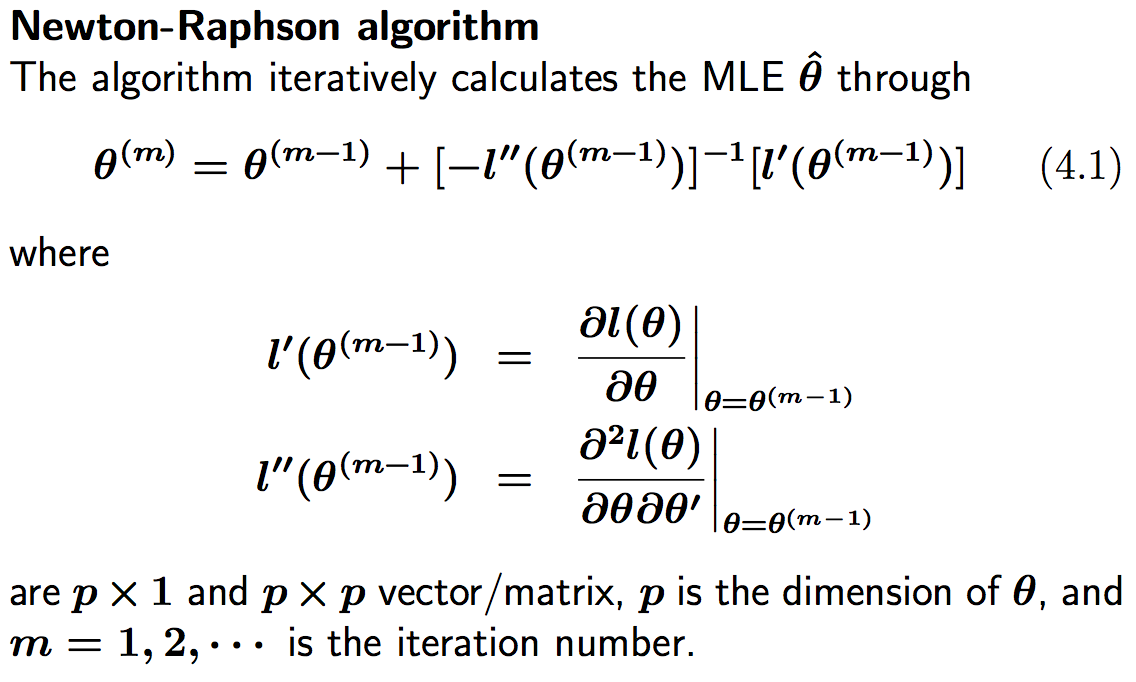 Newton-Raphson algorithm
The algorithm iteratively calculates the MLE $\hat{\theta}$ through
$\theta^{(m)} = \theta^{(m-1)} + [-l''(\theta^{(m-1)})]^{-1}[l'(\theta^{(m-1)})]$ (4.1)
where
$l'(\theta^{(m-1)}) = \left.\frac{\partial l(\theta)}{\partial \theta}\right|_{\theta=\theta^{(m-1)}}$
$l''(\theta^{(m-1)}) = \left.\frac{\partial^2 l(\theta)}{\partial \theta \partial \theta'}\right|_{\theta=\theta^{(m-1)}}$
are $p \times 1$ and $p \times p$ vector/matrix, $p$ is the dimension of $\theta$, and
$m = 1, 2, \cdots$ is the iteration number.